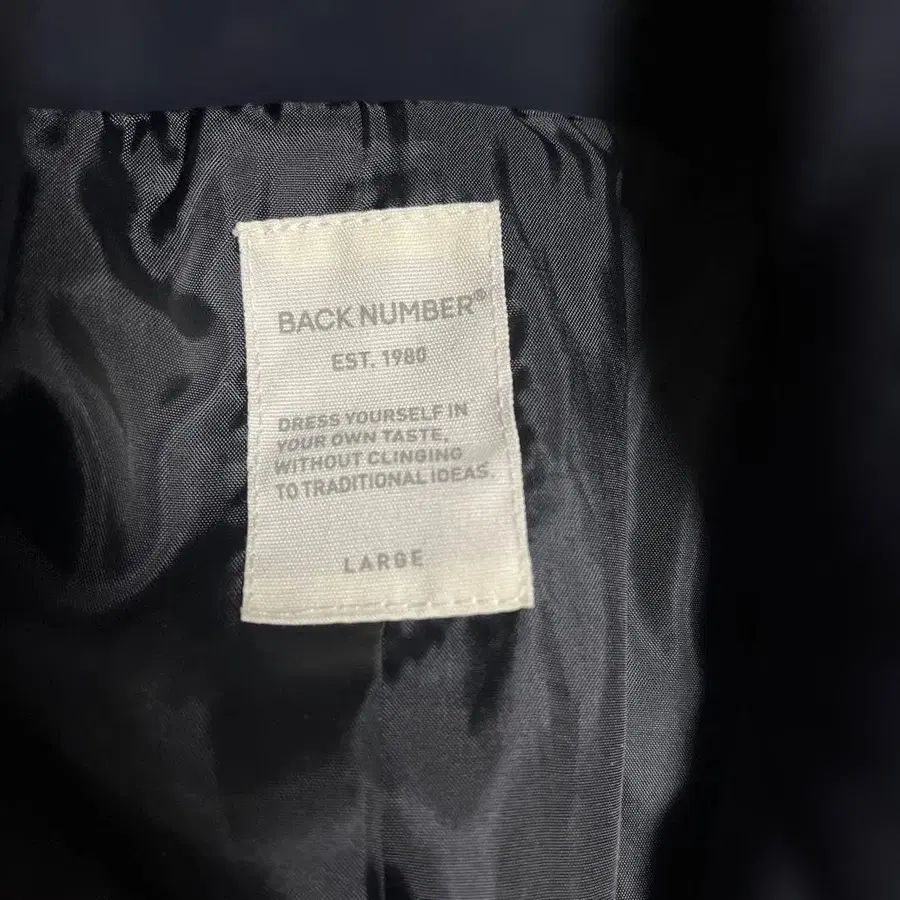 BACK NUMBER®
EST. 1980
DRESS YOURSELF IN
YOUR OWN TASTE,
WITHOUT CLINGING
TO TRADITIONAL IDEAS.
LARGE